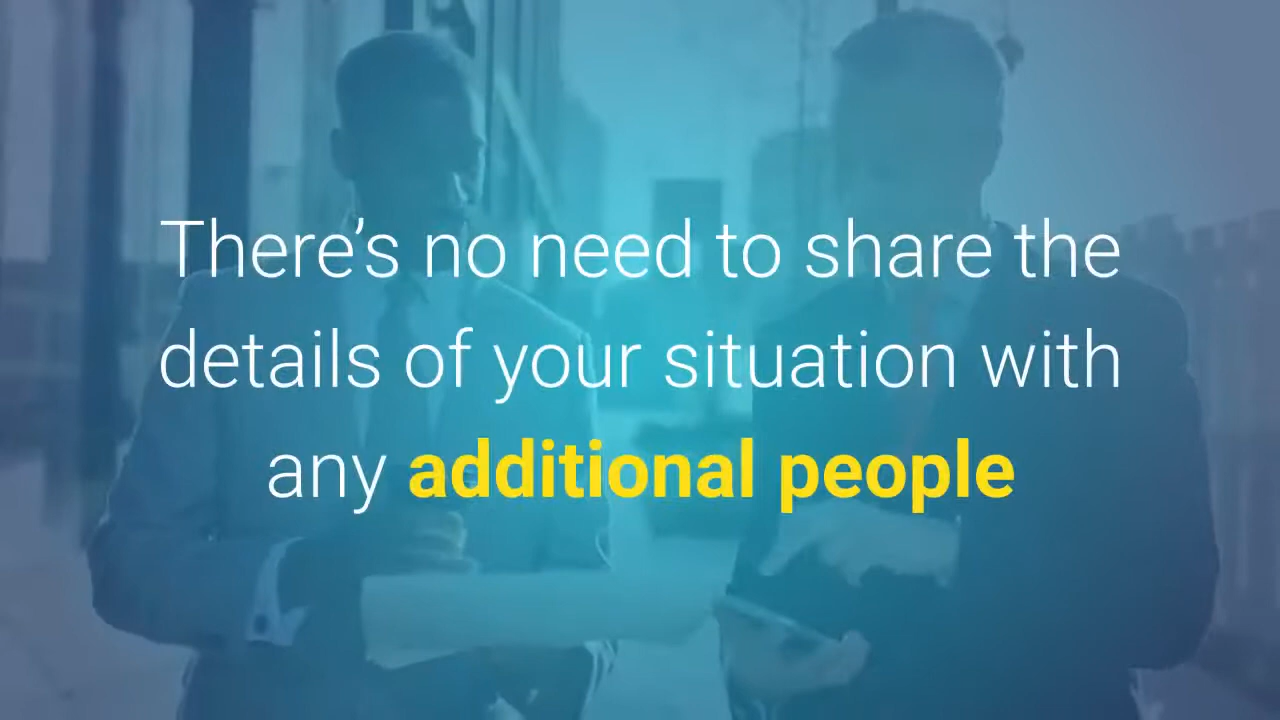 There’s no need to share the
details of your situation with
any additional people